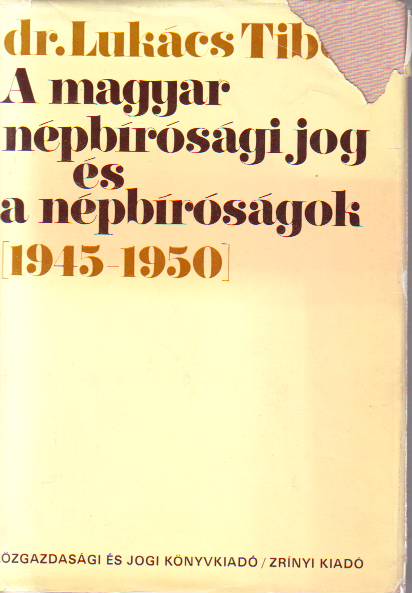 dr. Lukács Tib
A magyar
népbírósági jog
és
a népbíróságok
[1945-1950]
ÖZGAZDASÁGI ÉS JOGI KÖNYVKIADÓ / ZRÍNYI KIADÓ